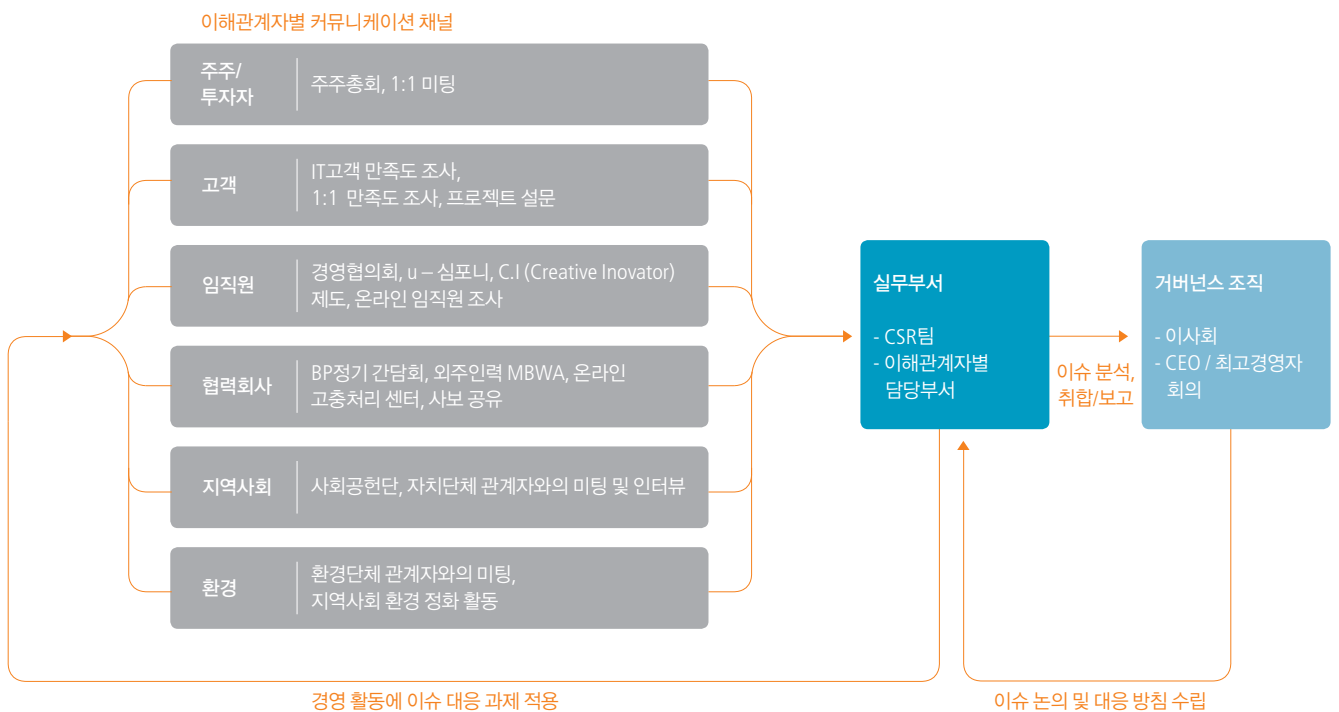 이해관계자별 커뮤니케이션 채널
주주/
투자자
주주총회, 1:1 미팅
고객
IT고객 만족도 조사,
1:1 만족도 조사, 프로젝트 설문
임직원
경영협의회, u – 심포니, C.I (Creative Inovator)
제도, 온라인 임직원 조사
협력회사
BP정기 간담회, 외주인력 MBWA, 온라인
고충처리 센터, 사보 공유
지역사회
사회공헌단, 자치단체 관계자와의 미팅 및 인터뷰
환경
환경단체 관계자와의 미팅,
지역사회 환경 정화 활동
실무부서
- CSR팀
- 이해관계자별
담당부서
이슈 분석,
취합/보고
거버넌스 조직
- 이사회
- CEO / 최고경영자
회의
경영 활동에 이슈 대응 과제 적용
이슈 논의 및 대응 방침 수립